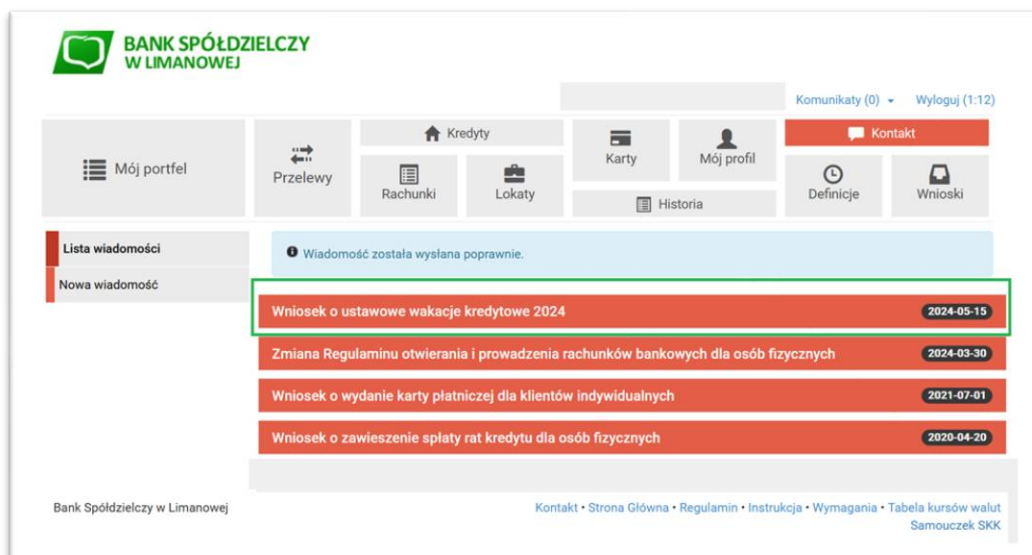 BANK SPÓŁDZIELCZY
W LIMANOWEJ
Komunikaty (0) Wyloguj (1:12)
Mój portfel
Przelewy
Kredyty
Rachunki
Lokaty
Karty
Mój profil
Historia
Kontakt
Definicje
Wnioski
Lista wiadomości
Nowa wiadomość
Wiadomość została wysłana poprawnie.
Wniosek o ustawowe wakacje kredytowe 2024 2024-05-15
Zmiana Regulaminu otwierania i prowadzenia rachunków bankowych dla osób fizycznych 2024-03-30
Wniosek o wydanie karty płatniczej dla klientów indywidualnych 2021-07-01
Wniosek o zawieszenie spłaty rat kredytu dla osób fizycznych 2020-04-20
Bank Spółdzielczy w Limanowej
Kontakt • Strona Główna • Regulamin • Instrukcja • Wymagania • Tabela kursów walut
Samouczek SKK